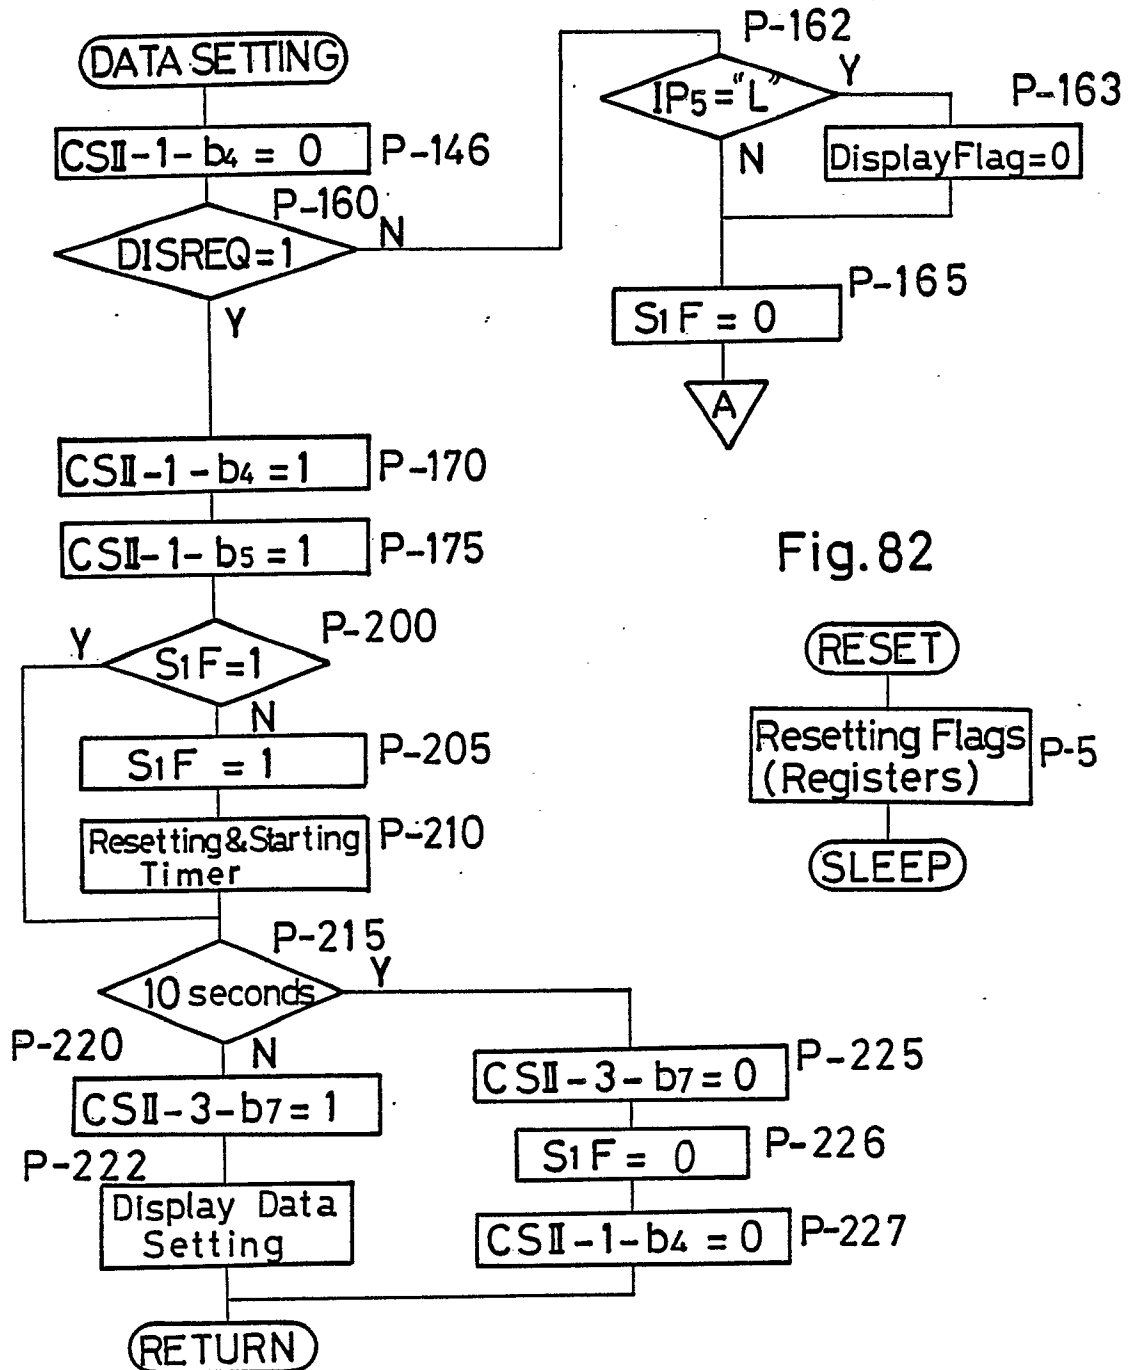 DATA SETTING
CSII-1-b4 = 0 P-146
P-160
DISREQ=1 N
Y
P-162
IP5="L" Y
N
P-163
DisplayFlag=0
P-165
S1F = 0
A
CSII-1-b4=1 P-170
CSII-1-b5=1 P-175
P-200
Y
S1F=1
N
S1F = 1 P-205
Resetting&Starting
Timer
P-210
P-215
10 seconds Y
N
P-220
CSII-3-b7=1
P-222
Display Data
Setting
P-225
CSII-3-b7=0
S1F = 0 P-226
CSII-1-b4 = 0 P-227
RETURN
Fig.82
RESET
Resetting Flags
(Registers)
P-5
SLEEP